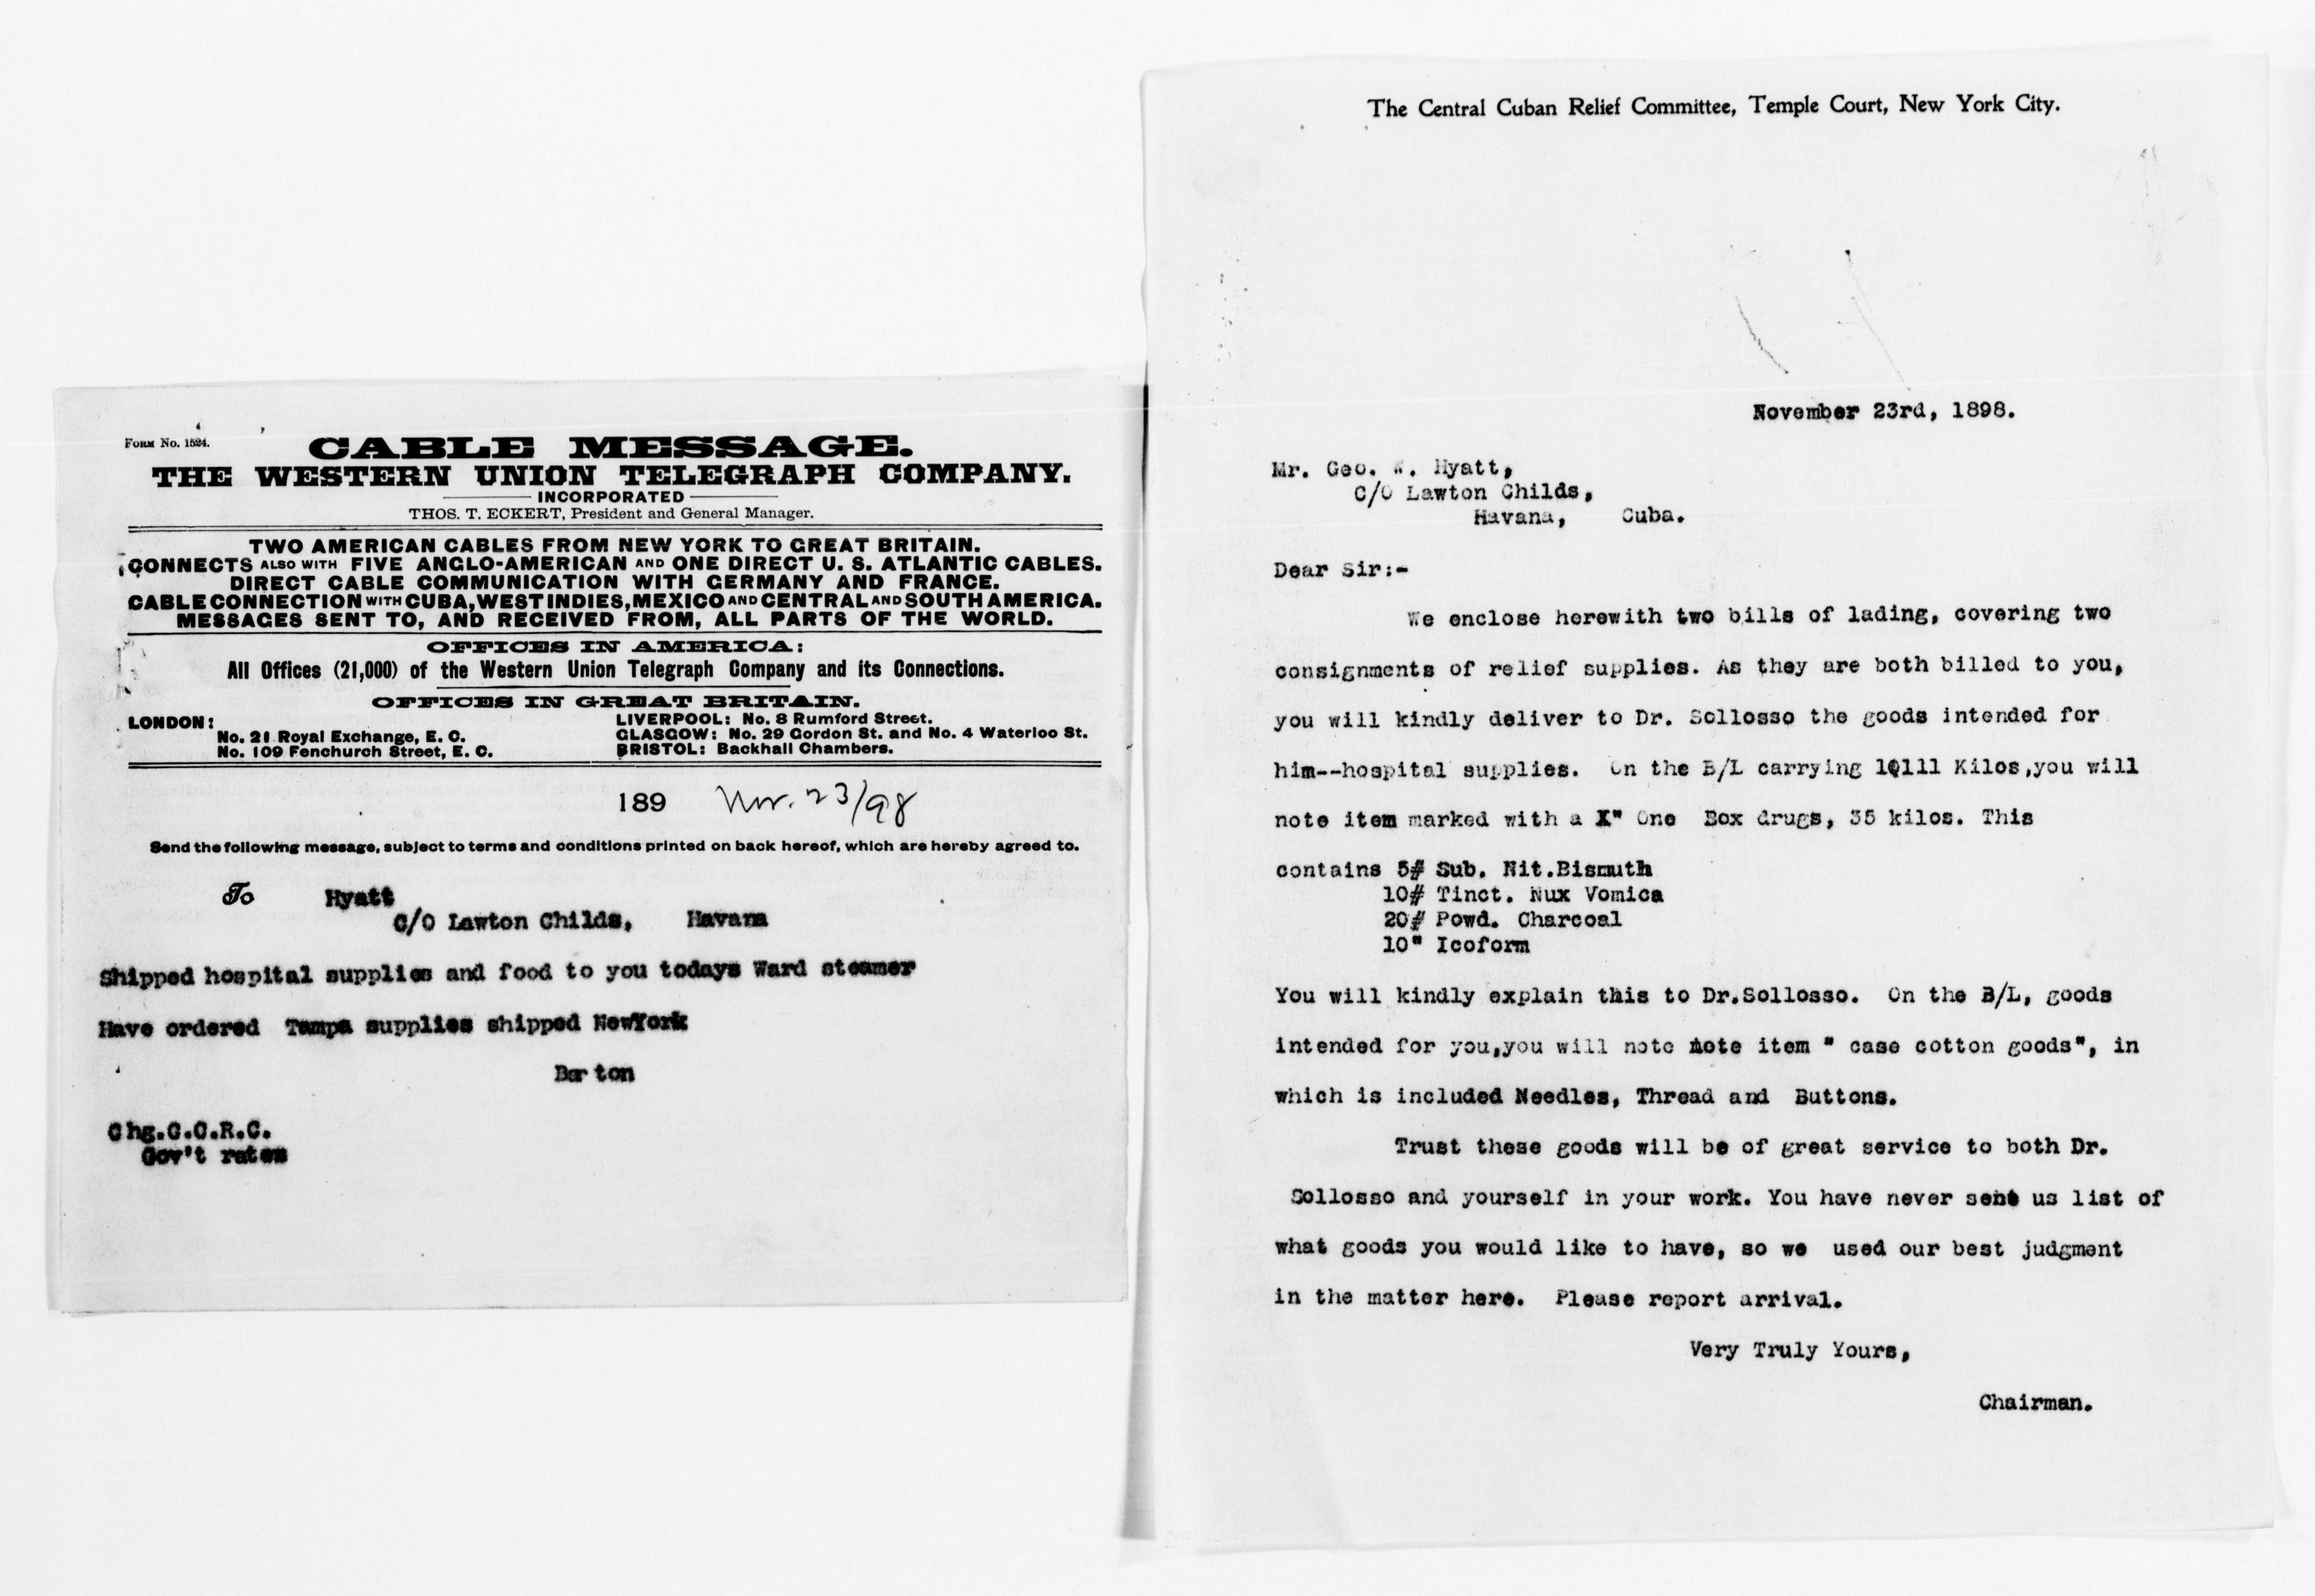 Form No. 1524.
CABLE MESSAGE.
THE WESTERN UNION TELEGRAPH COMPANY.
INCORPORATED
THOS. T. ECKERT, President and General Manager.
TWO AMERICAN CABLES FROM NEW YORK TO GREAT BRITAIN.
CONNECTS ALSO WITH FIVE ANGLO-AMERICAN AND ONE DIRECT U. S. ATLANTIC CABLES.
DIRECT CABLE COMMUNICATION WITH GERMANY AND FRANCE.
CABLE CONNECTION WITH CUBA, WEST INDIES, MEXICO AND CENTRAL AND SOUTH AMERICA.
MESSAGES SENT TO, AND RECEIVED FROM, ALL PARTS OF THE WORLD.
OFFICES IN AMERICA:
All Offices (21,000) of the Western Union Telegraph Company and its Connections.
OFFICES IN GREAT BRITAIN.
LONDON:
No. 21 Royal Exchange, E. C.
No. 109 Fenchurch Street, E. C.
LIVERPOOL: No. 8 Rumford Street.
GLASGOW: No. 29 Gordon St. and No. 4 Waterloo St.
BRISTOL: Backhall Chambers.
189 Nov. 23/98
Send the following message, subject to terms and conditions printed on back hereof, which are hereby agreed to.
To Hyatt
C/O Lawton Childs, Havana
Shipped hospital supplies and food to you todays Ward steamer
Have ordered Tampa supplies shipped NewYork
Barton
Chg.C.C.R.C.
Gov't rates
The Central Cuban Relief Committee, Temple Court, New York City.
November 23rd, 1898.
Mr. Geo. W. Hyatt,
C/O Lawton Childs,
Havana, Cuba.
Dear Sir:-
We enclose herewith two bills of lading, covering two
consignments of relief supplies. As they are both billed to you,
you will kindly deliver to Dr. Sollosso the goods intended for
him--hospital supplies. On the B/L carrying 10111 Kilos,you will
note item marked with a X" One Box drugs, 35 kilos. This
contains 5# Sub. Nit.Bismuth
10# Tinct. Nux Vomica
20# Powd. Charcoal
10" Icoform
You will kindly explain this to Dr.Sollosso. On the B/L, goods
intended for you,you will note note item " case cotton goods", in
which is included Needles, Thread and Buttons.
Trust these goods will be of great service to both Dr.
Sollosso and yourself in your work. You have never sent us list of
what goods you would like to have, so we used our best judgment
in the matter here. Please report arrival.
Very Truly Yours,
Chairman.